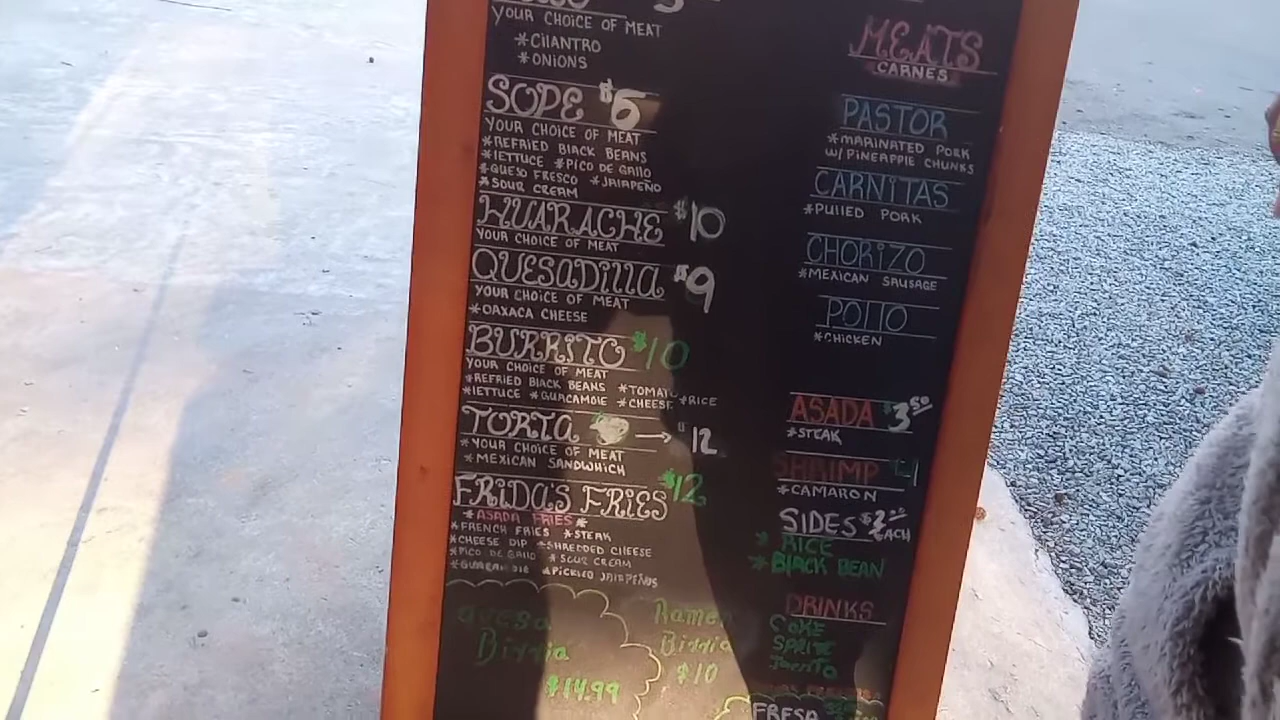 YOUR CHOICE OF MEAT
*CILANTRO
*ONIONS
SOPE $6
YOUR CHOICE OF MEAT
*REFRIED BLACK BEANS
*LETTUCE *PICO DE GALLO
*QUESO FRESCO *JALAPEÑO
*SOUR CREAM
HUARACHE $10
YOUR CHOICE OF MEAT
QUESADILLA $9
YOUR CHOICE OF MEAT
*OAXACA CHEESE
BURRITO $10
YOUR CHOICE OF MEAT
*REFRIED BLACK BEANS *TOMATO *RICE
*LETTUCE *GUACAMOLE *CHEESE
TORTA → $12
*YOUR CHOICE OF MEAT
*MEXICAN SANDWHICH
FRIDA'S FRIES $12
*ASADA FRIES*
*FRENCH FRIES *STEAK
*CHEESE DIP *SHREDDED CHEESE
*PICO DE GALLO *SOUR CREAM
*GUACAMOLE *PICKLED JALAPEÑOS
Quesa
Birria
$14.99
Ramen
Birria
$10
MEATS
CARNES
PASTOR
*MARINATED PORK
W/PINEAPPLE CHUNKS
CARNITAS
*PULLED PORK
CHORIZO
*MEXICAN SAUSAGE
POLLO
*CHICKEN
ASADA $3.50
*STEAK
SHRIMP
*CAMARON
SIDES
EACH
* RICE
*BLACK BEAN
DRINKS
COKE
SPRITE
Jarrito
FRESA